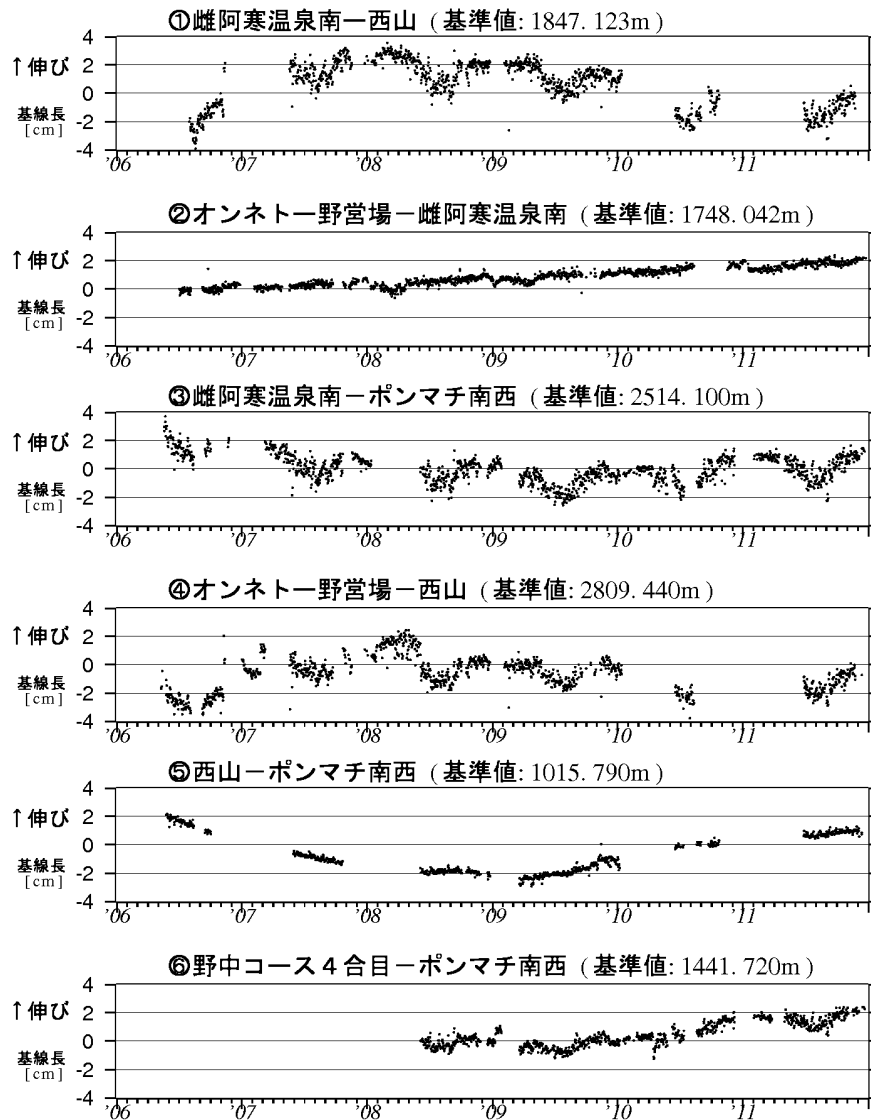 ①雌阿寒温泉南ー西山 (基準値: 1847. 123m)
4
↑伸び 2
0
基線長 -2
[cm]
-4
'06 '07 '08 '09 '10 '11
②オンネトー野営場－雌阿寒温泉南 (基準値: 1748. 042m)
4
↑伸び 2
0
基線長 -2
[cm]
-4
'06 '07 '08 '09 '10 '11
③雌阿寒温泉南－ポンマチ南西 (基準値: 2514. 100m)
4
↑伸び 2
0
基線長 -2
[cm]
-4
'06 '07 '08 '09 '10 '11
④オンネトー野営場－西山 (基準値: 2809. 440m)
4
↑伸び 2
0
基線長 -2
[cm]
-4
'06 '07 '08 '09 '10 '11
⑤西山－ポンマチ南西 (基準値: 1015. 790m)
4
↑伸び 2
0
基線長 -2
[cm]
-4
'06 '07 '08 '09 '10 '11
⑥野中コース４合目－ポンマチ南西 (基準値: 1441. 720m)
4
↑伸び 2
0
基線長 -2
[cm]
-4
'06 '07 '08 '09 '10 '11